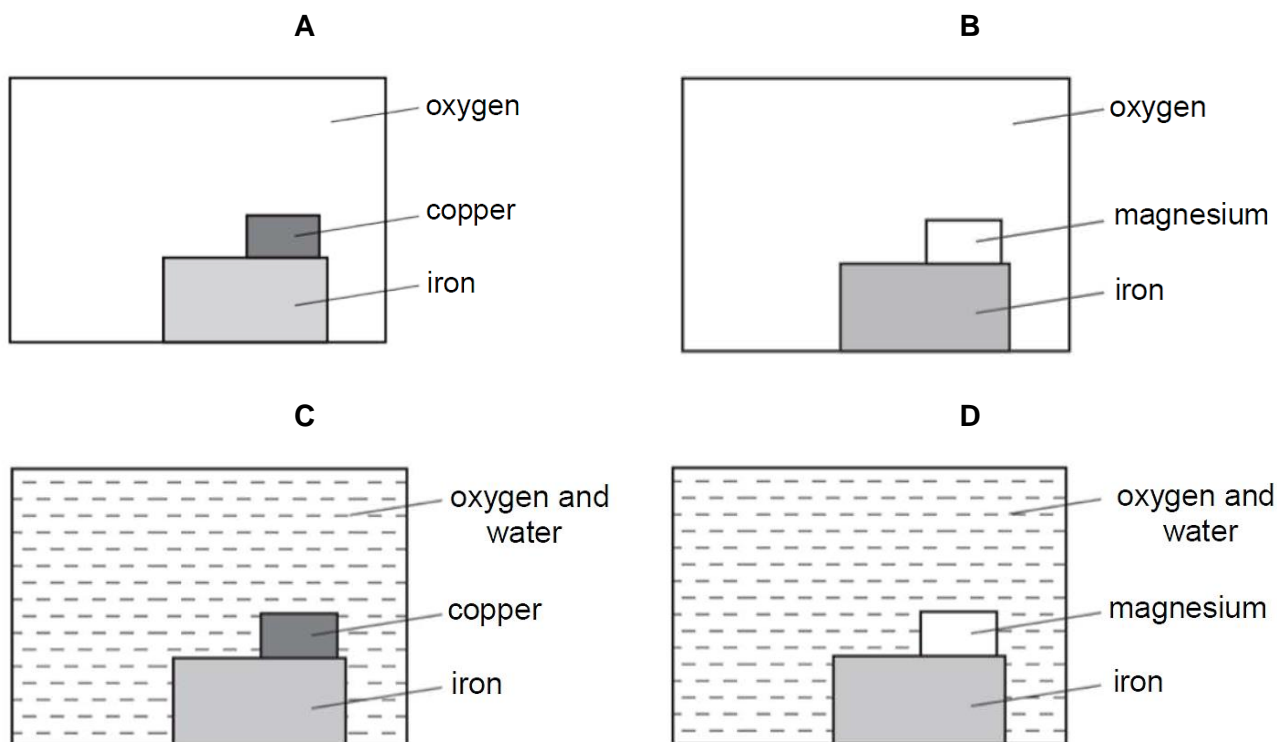 A
oxygen
copper
iron
B
oxygen
magnesium
iron
C
oxygen and
water
copper
iron
D
oxygen and
water
magnesium
iron